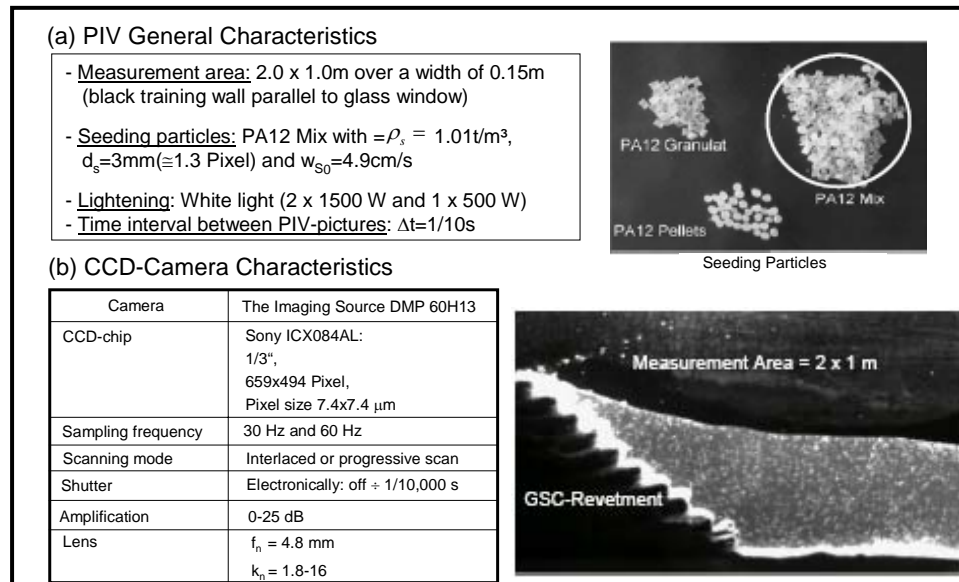 (a) PIV General Characteristics
- Measurement area: 2.0 x 1.0m over a width of 0.15m
(black training wall parallel to glass window)
- Seeding particles: PA12 Mix with =ρs = 1.01t/m³,
ds=3mm(≅1.3 Pixel) and wS0=4.9cm/s
- Lightening: White light (2 x 1500 W and 1 x 500 W)
- Time interval between PIV-pictures: Δt=1/10s
PA12 Granulat
PA12 Mix
PA12 Pellets
Seeding Particles
(b) CCD-Camera Characteristics
Camera The Imaging Source DMP 60H13
CCD-chip Sony ICX084AL:
1/3“,
659x494 Pixel,
Pixel size 7.4x7.4 μm
Sampling frequency 30 Hz and 60 Hz
Scanning mode Interlaced or progressive scan
Shutter Electronically: off ÷ 1/10,000 s
Amplification 0-25 dB
Lens fn = 4.8 mm
kn = 1.8-16
Measurement Area = 2 x 1 m
GSC-Revetment